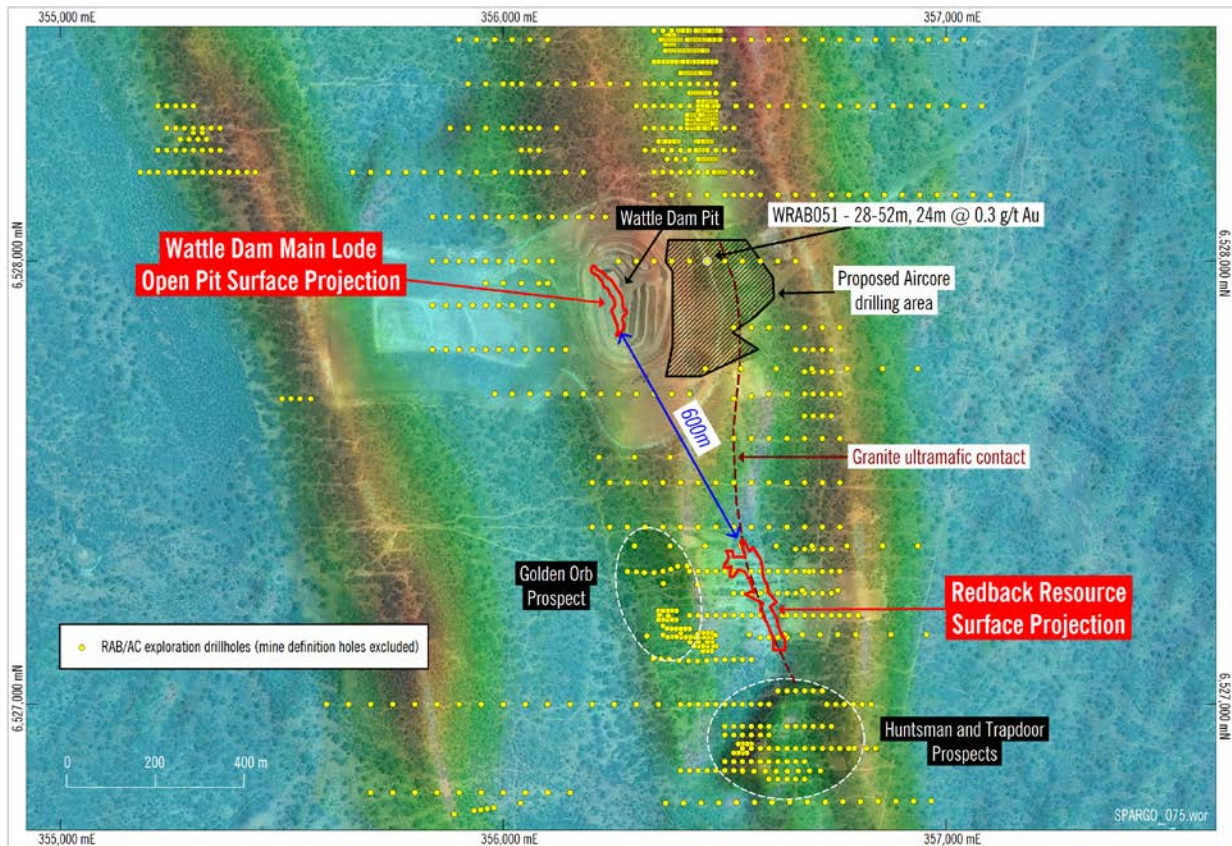 355,000 mE
356,000 mE
357,000 mE
6,528,000 mN
6,528,000 mN
Wattle Dam Pit
WRAB051 - 28-52m, 24m @ 0.3 g/t Au
Wattle Dam Main Lode
Open Pit Surface Projection
Proposed Aircore
drilling area
600m
Granite ultramafic contact
Golden Orb
Prospect
Redback Resource
Surface Projection
RAB/AC exploration drillholes (mine definition holes excluded)
6,527,000 mN
6,527,000 mN
Huntsman and Trapdoor
Prospects
0
200
400 m
SPARGO_075.wor
355,000 mE
356,000 mE
357,000 mE